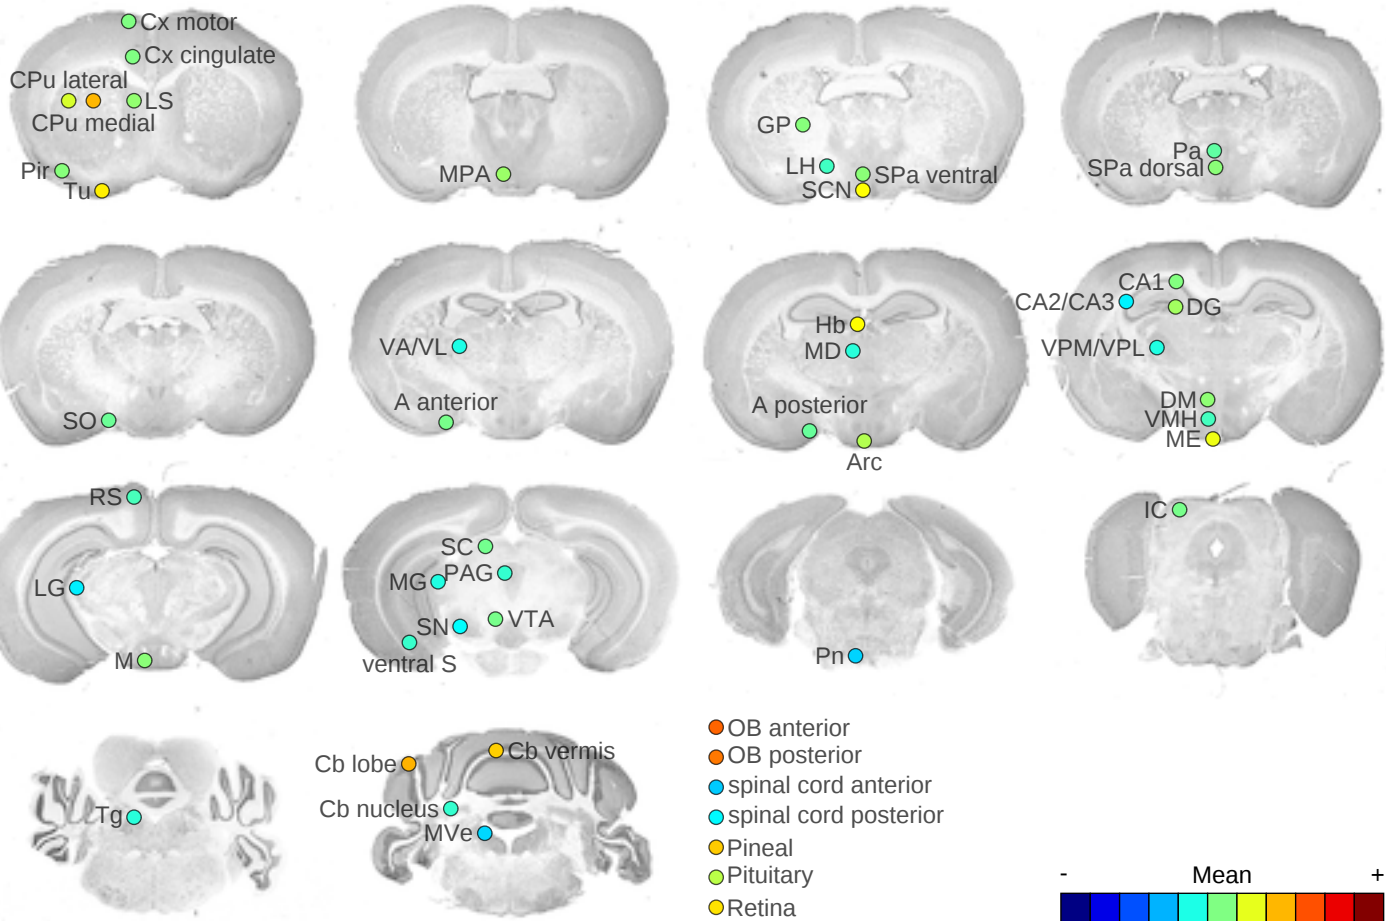 Cx motor
Cx cingulate
CPu lateral
LS
CPu medial
Pir
Tu
MPA
GP
LH
SPa ventral
SCN
Pa
SPa dorsal
SO
VA/VL
A anterior
Hb
MD
A posterior
Arc
CA1
CA2/CA3
DG
VPM/VPL
DM
VMH
ME
RS
LG
M
SC
MG
PAG
SN
VTA
ventral S
Pn
IC
Tg
Cb lobe
Cb vermis
Cb nucleus
MVe
OB anterior
OB posterior
spinal cord anterior
spinal cord posterior
Pineal
Pituitary
Retina
- Mean +